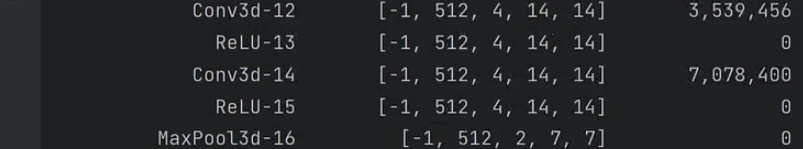 Conv3d-12 [-1, 512, 4, 14, 14] 3,539,456
ReLU-13 [-1, 512, 4, 14, 14] 0
Conv3d-14 [-1, 512, 4, 14, 14] 7,078,400
ReLU-15 [-1, 512, 4, 14, 14] 0
MaxPool3d-16 [-1, 512, 2, 7, 7] 0